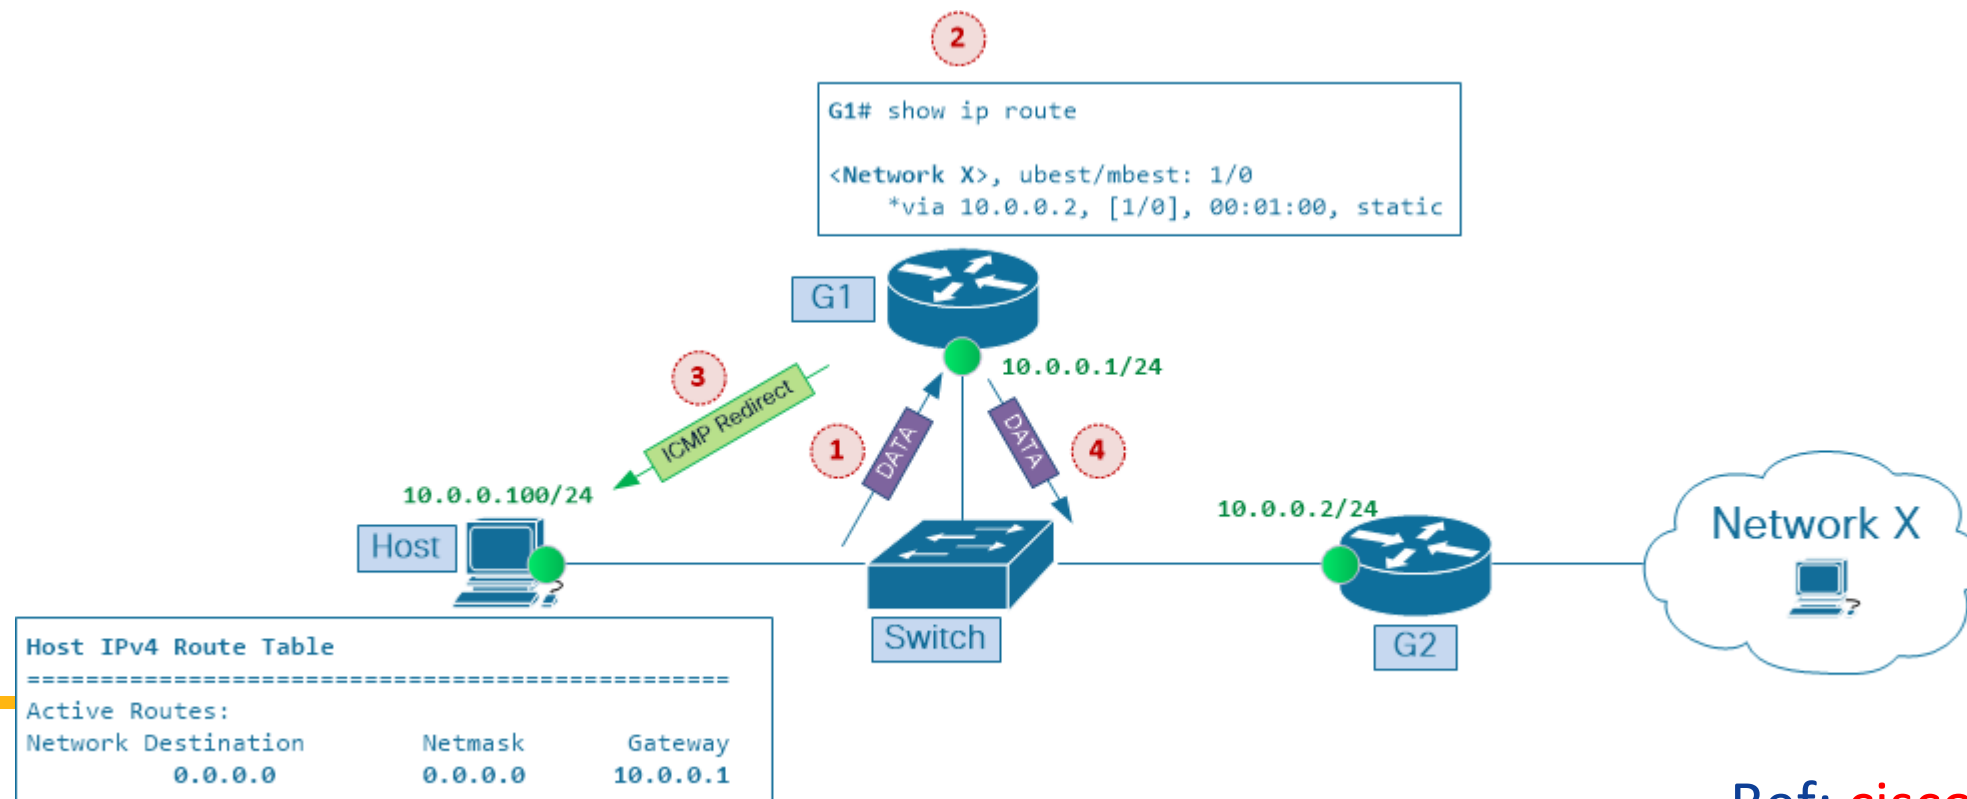 2
G1# show ip route
<Network X>, ubest/mbest: 1/0
*via 10.0.0.2, [1/0], 00:01:00, static
G1
10.0.0.1/24
3
ICMP Redirect
1
DATA
DATA
4
10.0.0.100/24
10.0.0.2/24
Host
Network X
Switch
G2
Host IPv4 Route Table
================================================
Active Routes:
Network Destination Netmask Gateway
0.0.0.0 0.0.0.0 10.0.0.1
Ref: cisco